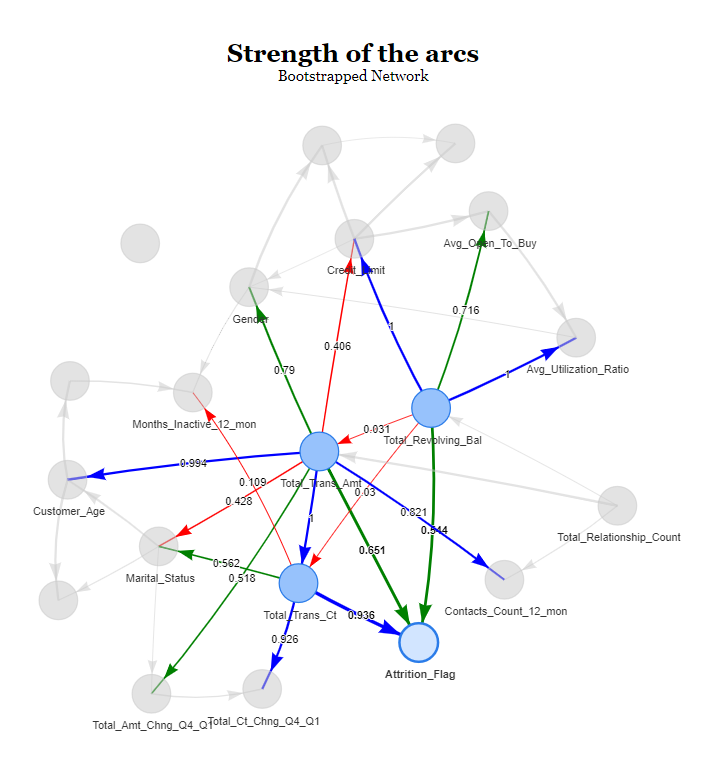 Strength of the arcs
Bootstrapped Network
Avg_Open_To_Buy
Credit_Limit
0.716
Gender
1
0.406
0.79
Avg_Utilization_Ratio
1
Months_Inactive_12_mon
0.031
Total_Revolving_Bal
0.994
0.109
Total_Trans_Amt
0.03
0.428
Customer_Age
0.821
1
0.544
Total_Relationship_Count
0.651
0.562
0.518
Marital_Status
Total_Trans_Ct
0.936
Contacts_Count_12_mon
0.926
Attrition_Flag
Total_Amt_Chng_Q4_Q1
Total_Ct_Chng_Q4_Q1